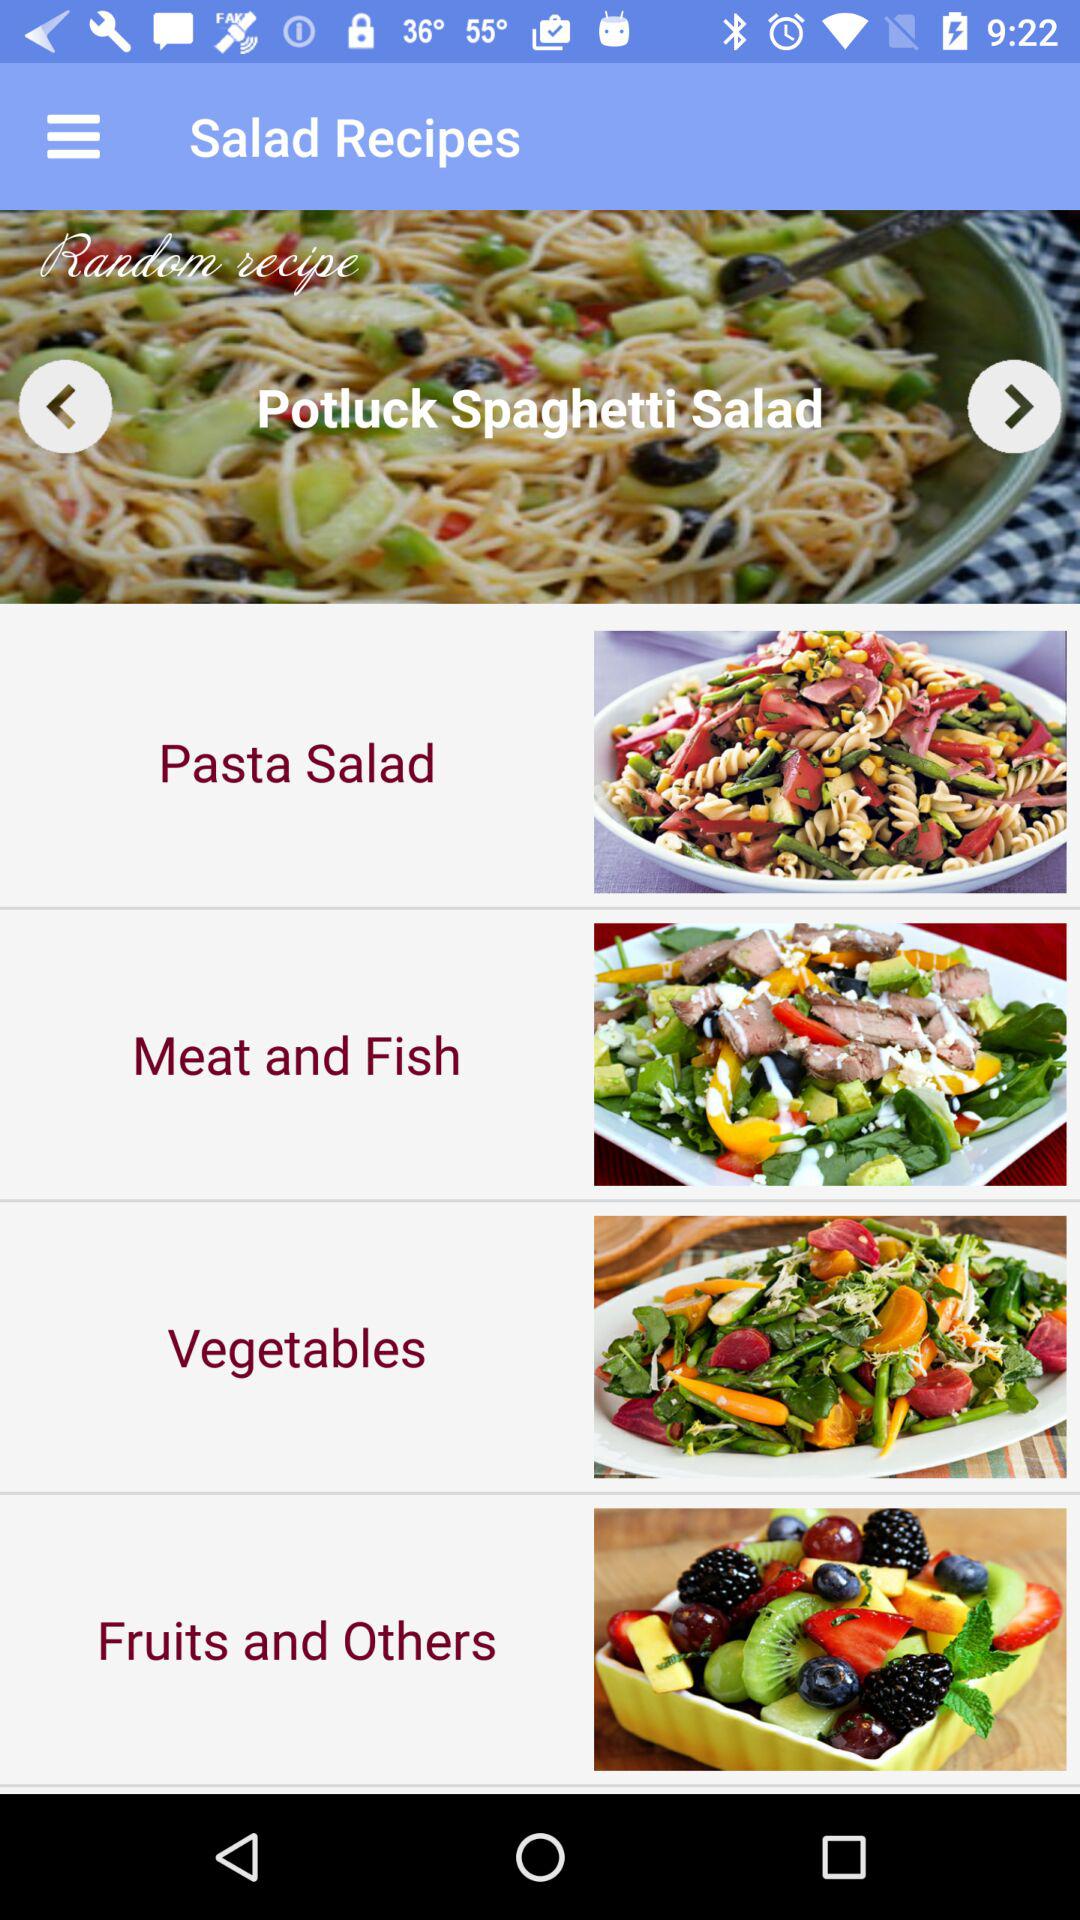 FAKE 36° 55° 9:22
Salad Recipes
Random recipe
Potluck Spaghetti Salad
Pasta Salad
Meat and Fish
Vegetables
Fruits and Others